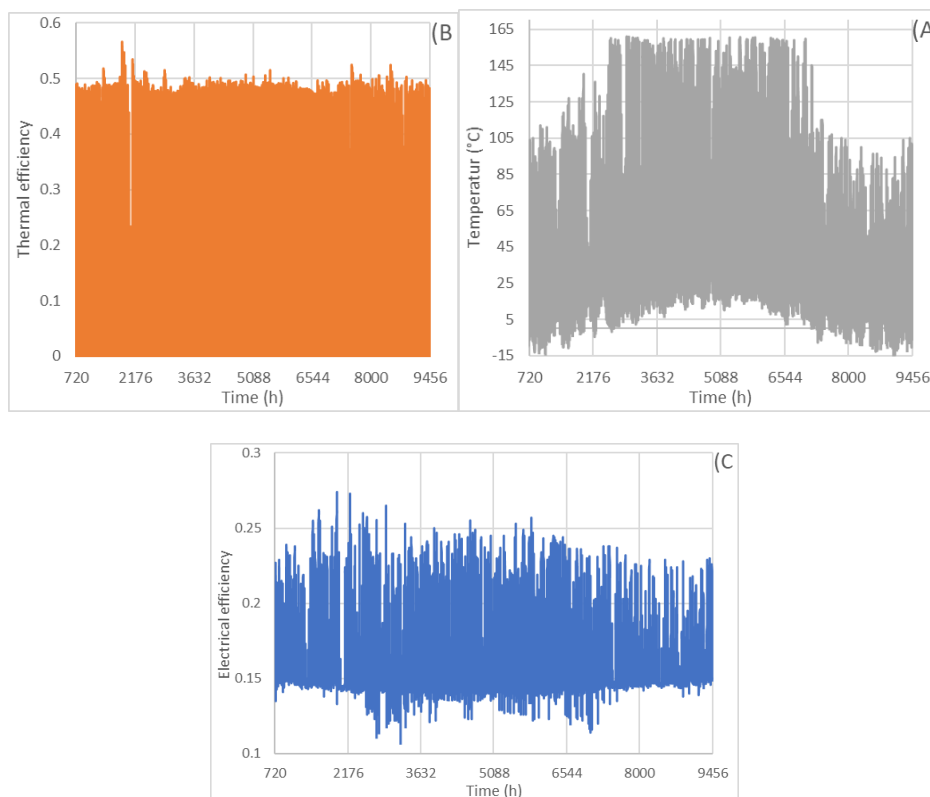 (B)
0.6
0.5
0.4
0.3
0.2
0.1
0
Thermal efficiency
720 2176 3632 5088 6544 8000 9456
Time (h)
(A
165
145
125
105
85
65
45
25
5
-15
Temperatur (°C)
720 2176 3632 5088 6544 8000 9456
Time (h)
(C
0.3
0.25
0.2
0.15
0.1
Electrical efficiency
720 2176 3632 5088 6544 8000 9456
Time (h)